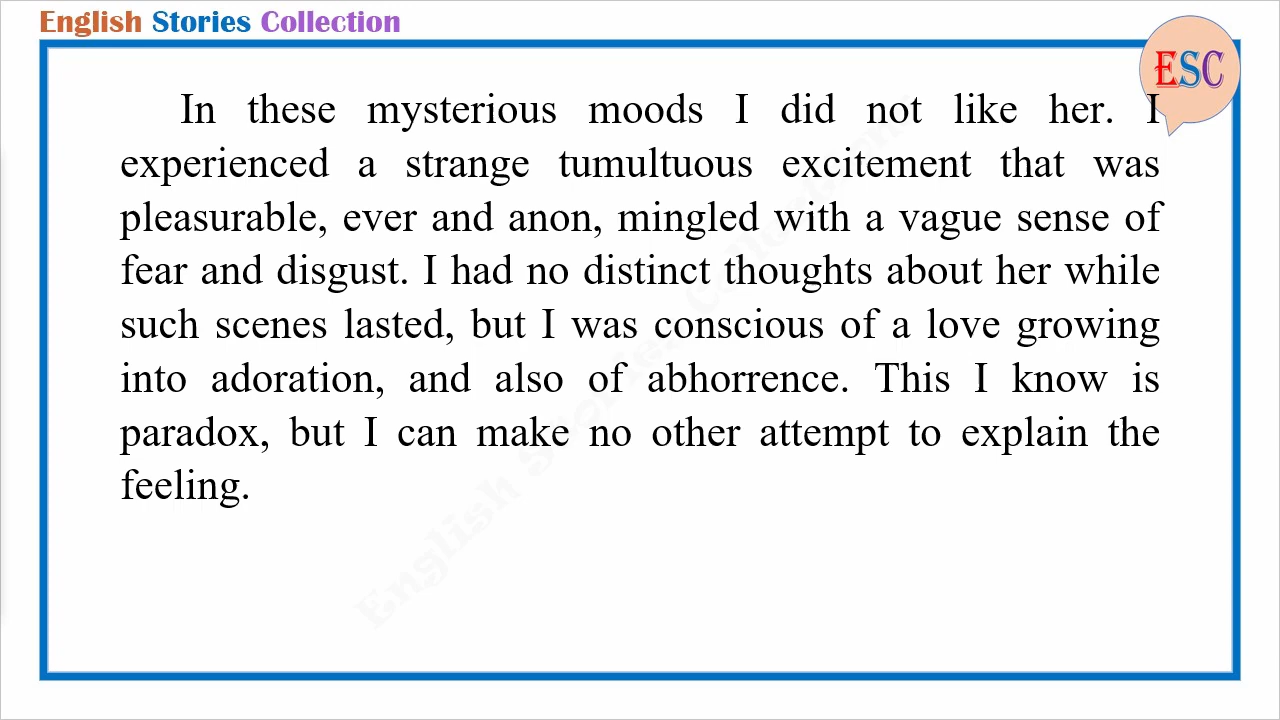 English Stories Collection
ESC
In these mysterious moods I did not like her. I
experienced a strange tumultuous excitement that was
pleasurable, ever and anon, mingled with a vague sense of
fear and disgust. I had no distinct thoughts about her while
such scenes lasted, but I was conscious of a love growing
into adoration, and also of abhorrence. This I know is
paradox, but I can make no other attempt to explain the
feeling.
English Stories Collection